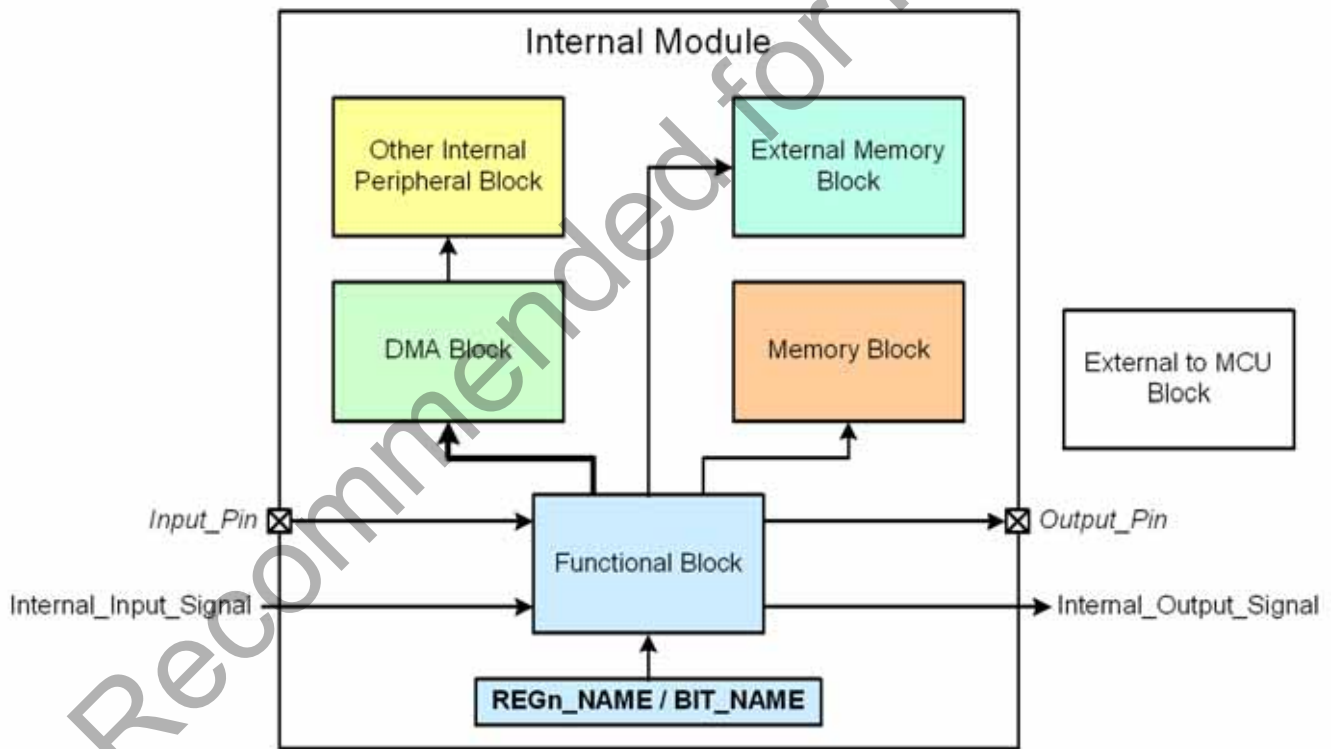 Internal Module
Other Internal
Peripheral Block
External Memory
Block
DMA Block
Memory Block
External to MCU
Block
Input_Pin
Output_Pin
Functional Block
Internal_Input_Signal
Internal_Output_Signal
REGn_NAME / BIT_NAME
Recommended for